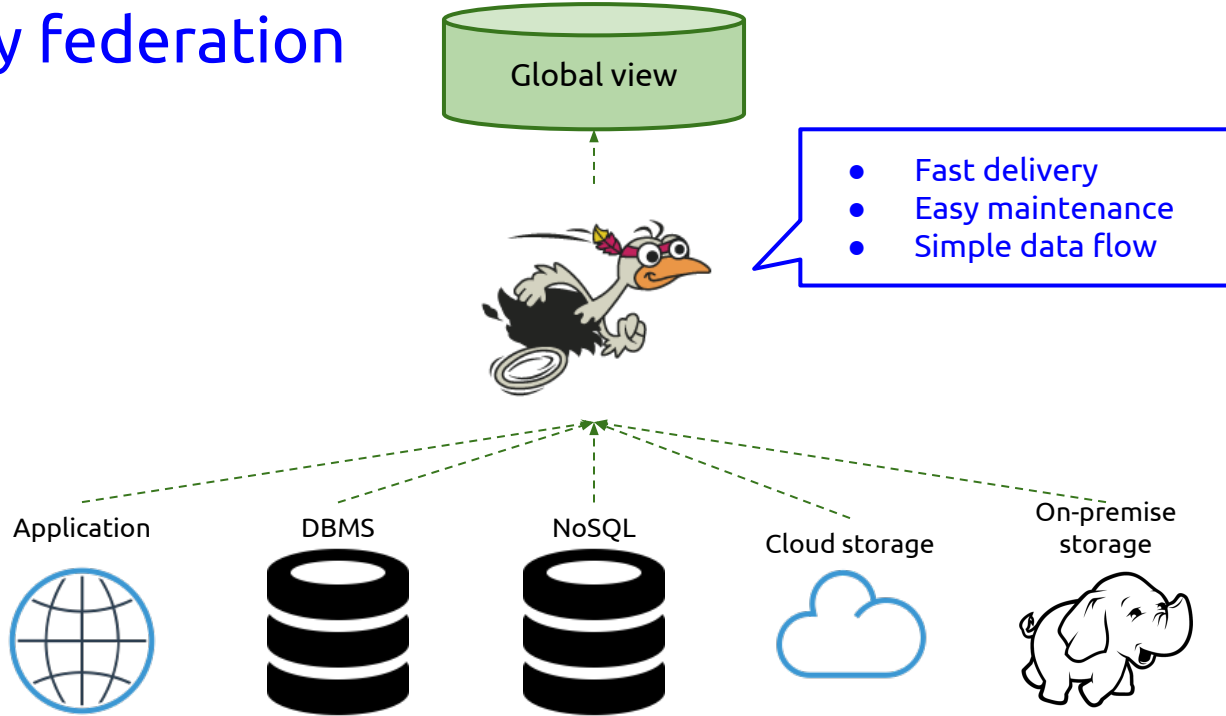 y federation
Global view
● Fast delivery
● Easy maintenance
● Simple data flow
Application
DBMS
NoSQL
Cloud storage
On-premise
storage